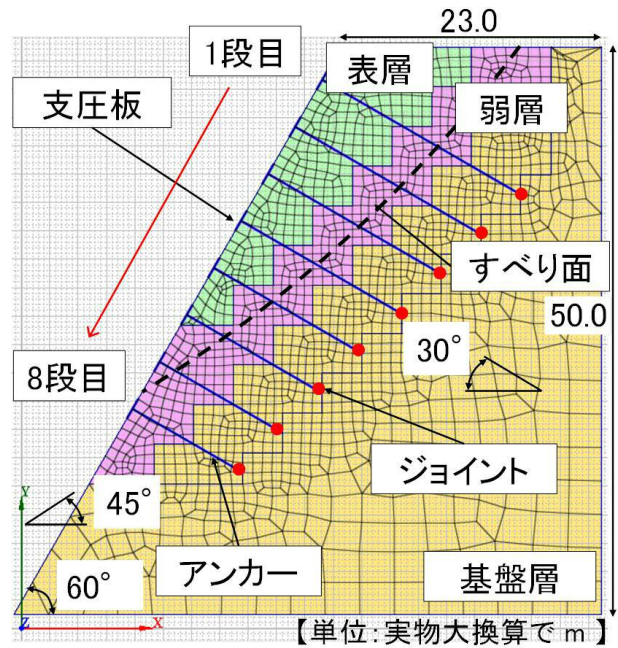 23.0
1段目
表層
支圧板
弱層
すべり面
50.0
8段目
30°
ジョイント
45°
アンカー
基盤層
60°
Y
Z
X
【単位:実物大換算でm】